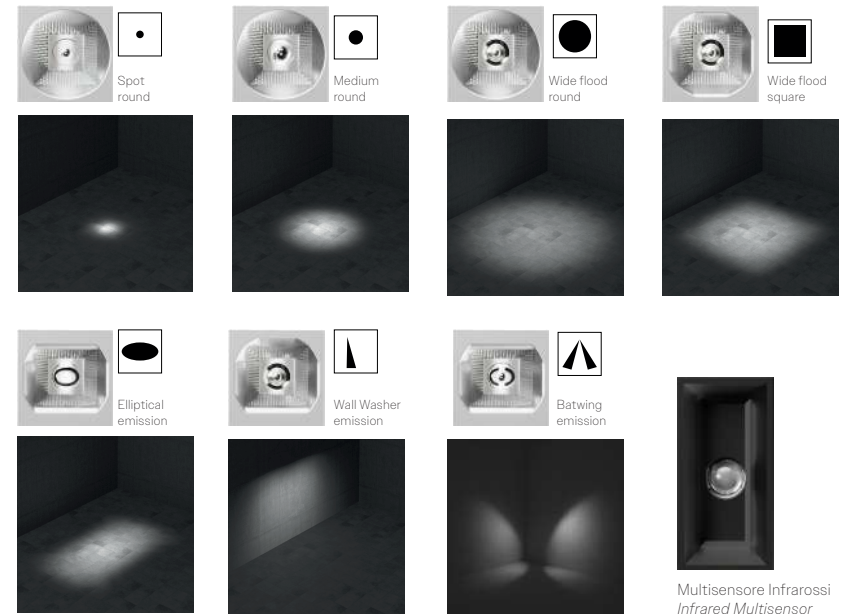 Spot
round
Medium
round
Wide flood
round
Wide flood
square
Elliptical
emission
Wall Washer
emission
Batwing
emission
Multisensore Infrarossi
Infrared Multisensor